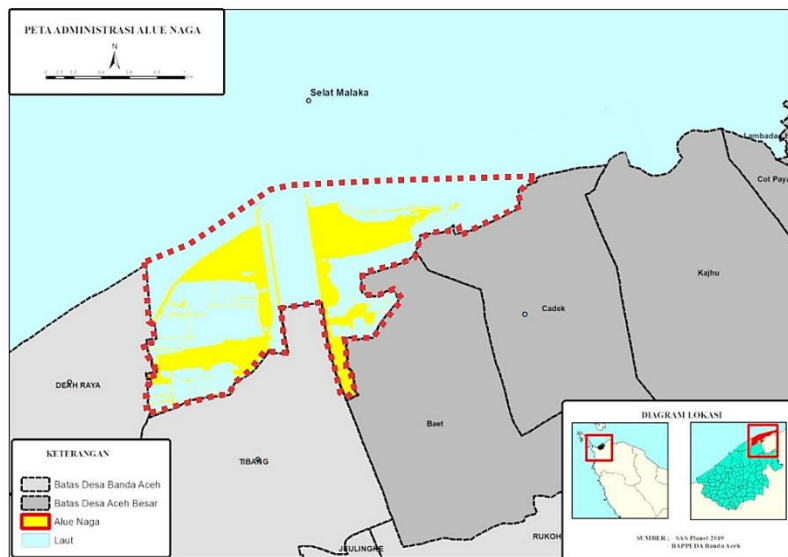 PETA ADMINISTRASI ALUE NAGA
N
Selat Malaka
Lambada
Cot Paya
Kajhu
Cadek
DEAH RAYA
Baet
TIBANG
JEULINGKE
RUKOH
KETERANGAN
Batas Desa Banda Aceh
Batas Desa Aceh Besar
Alue Naga
Laut
DIAGRAM LOKASI
SUMBER : SAS Planet 2019
- BAPPEDA Banda Aceh